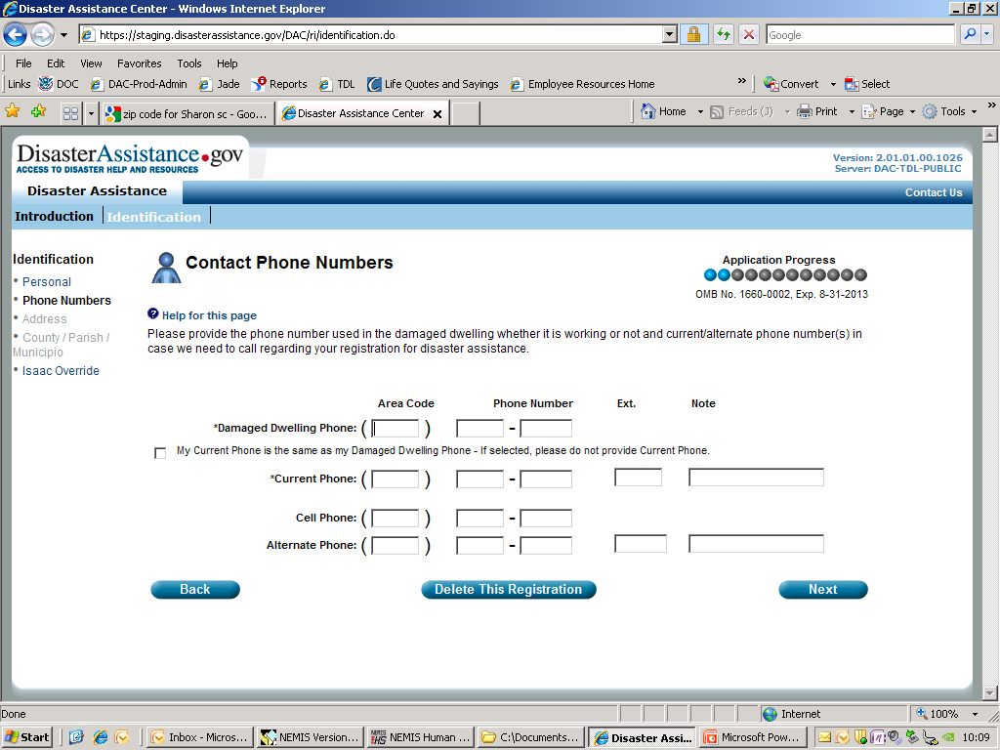 Disaster Assistance Center - Windows Internet Explorer
https://staging.disasterassistance.gov/DAC/ri/identification.do
Google
File Edit View Favorites Tools Help
Links DOC DAC-Prod-Admin Jade Reports TDL Life Quotes and Sayings Employee Resources Home » Convert Select
zip code for Sharon sc - Goo... Disaster Assistance Center Home Feeds (J) Print Page Tools »
DisasterAssistance.gov
ACCESS TO DISASTER HELP AND RESOURCES
Version: 2.01.01.00.1026
Server: DAC-TDL-PUBLIC
Disaster Assistance
Contact Us
Introduction Identification
Identification
• Personal
• Phone Numbers
• Address
• County / Parish /
Municipio
• Isaac Override
Contact Phone Numbers
Application Progress
OMB No. 1660-0002, Exp. 8-31-2013
? Help for this page
Please provide the phone number used in the damaged dwelling whether it is working or not and current/alternate phone number(s) in
case we need to call regarding your registration for disaster assistance.
Area Code Phone Number Ext. Note
*Damaged Dwelling Phone: ( ) -
My Current Phone is the same as my Damaged Dwelling Phone - If selected, please do not provide Current Phone.
*Current Phone: ( ) -
Cell Phone: ( ) -
Alternate Phone: ( ) -
Back Delete This Registration Next
Done Internet 100%
Start Inbox - Micros... NEMIS Version... NEMIS Human ... C:\Documents... Disaster Assi... Microsoft Pow... 10:09